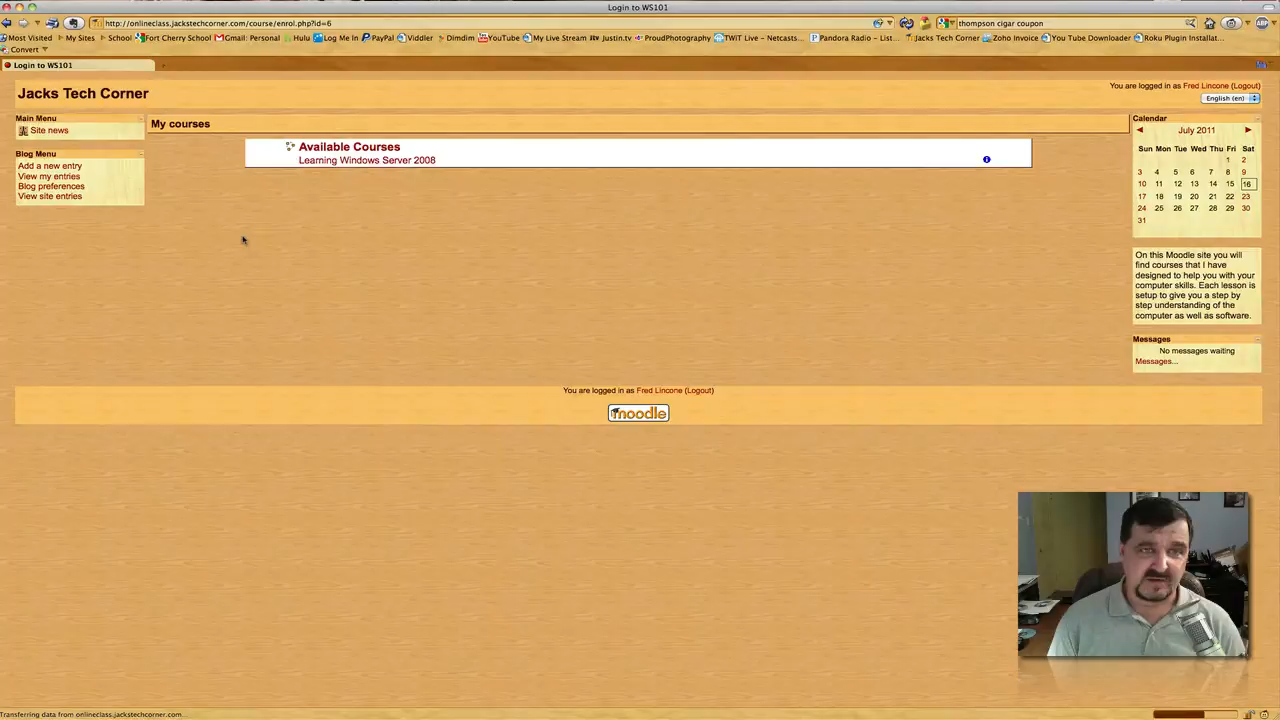 Login to WS101
http://onlineclass.jackstechcorner.com/course/enrol.php?id=6
thompson cigar coupon
Most Visited My Sites School Fort Cherry School Gmail: Personal Hulu Log Me In PayPal Viddler Dimdim YouTube My Live Stream Justin.tv ProudPhotography TWiT Live – Netcasts... Pandora Radio - List... Jacks Tech Corner Zoho Invoice You Tube Downloader Roku Plugin Installat...
Convert
Login to WS101
You are logged in as Fred Lincone (Logout)
Jacks Tech Corner
English (en)
Main Menu
Site news
Blog Menu
Add a new entry
View my entries
Blog preferences
View site entries
My courses
Available Courses
Learning Windows Server 2008
Calendar
July 2011
Sun Mon Tue Wed Thu Fri Sat
1 2
3 4 5 6 7 8 9
10 11 12 13 14 15 16
17 18 19 20 21 22 23
24 25 26 27 28 29 30
31
On this Moodle site you will
find courses that I have
designed to help you with your
computer skills. Each lesson is
setup to give you a step by
step understanding of the
computer as well as software.
Messages
No messages waiting
Messages...
You are logged in as Fred Lincone (Logout)
moodle
Transferring data from onlineclass.jackstechcorner.com...